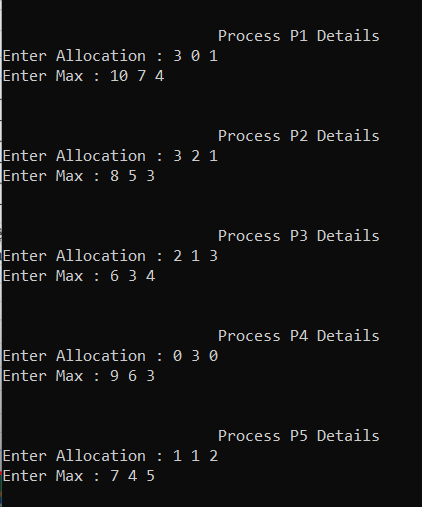 Process P1 Details
Enter Allocation : 3 0 1
Enter Max : 10 7 4
Process P2 Details
Enter Allocation : 3 2 1
Enter Max : 8 5 3
Process P3 Details
Enter Allocation : 2 1 3
Enter Max : 6 3 4
Process P4 Details
Enter Allocation : 0 3 0
Enter Max : 9 6 3
Process P5 Details
Enter Allocation : 1 1 2
Enter Max : 7 4 5